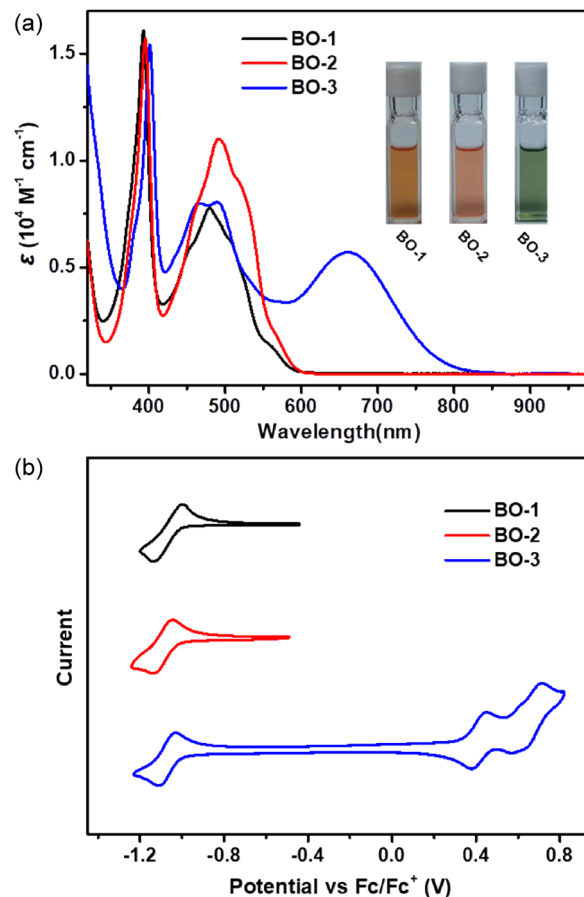 (a)
BO-1
BO-2
BO-3
1.5
1.0
0.5
0.0
ε (10⁴ M⁻¹ cm⁻¹)
BO-1
BO-2
BO-3
400 500 600 700 800 900
Wavelength(nm)
(b)
BO-1
BO-2
BO-3
Current
-1.2 -0.8 -0.4 0.0 0.4 0.8
Potential vs Fc/Fc⁺ (V)